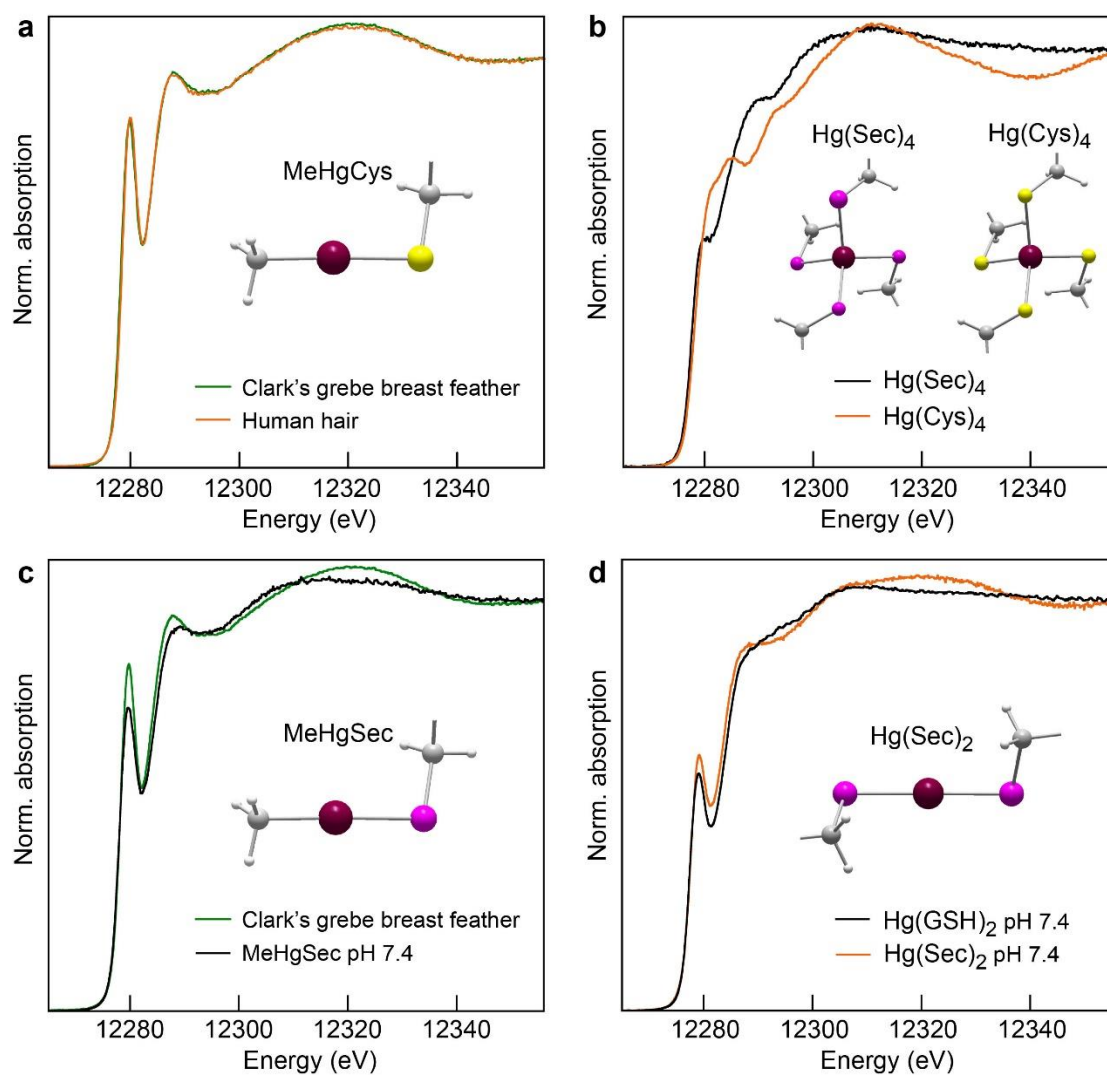 a
MeHgCys
Clark's grebe breast feather
Human hair
Norm. absorption
12280 12300 12320 12340
Energy (eV)
b
Hg(Sec)4 Hg(Cys)4
Hg(Sec)4
Hg(Cys)4
Norm. absorption
12280 12300 12320 12340
Energy (eV)
c
MeHgSec
Clark's grebe breast feather
MeHgSec pH 7.4
Norm. absorption
12280 12300 12320 12340
Energy (eV)
d
Hg(Sec)2
Hg(GSH)2 pH 7.4
Hg(Sec)2 pH 7.4
Norm. absorption
12280 12300 12320 12340
Energy (eV)